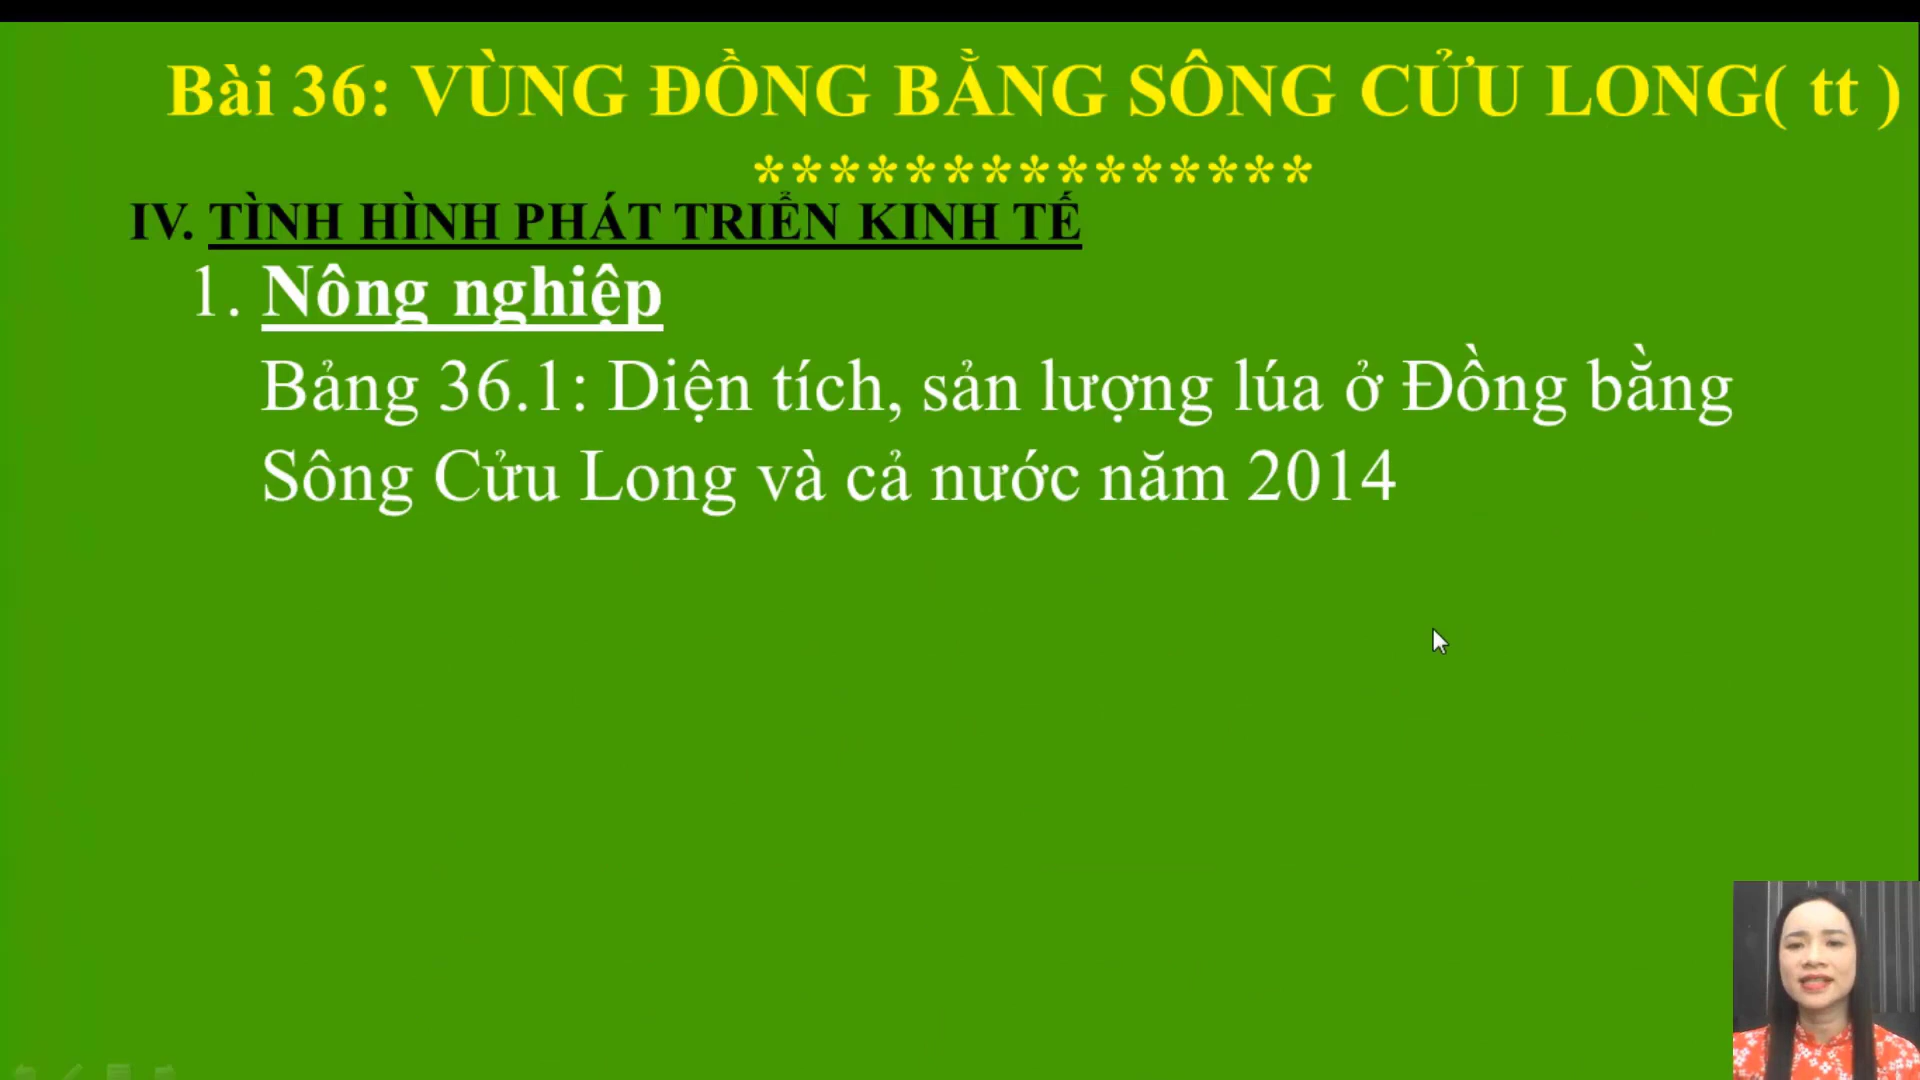 Bài 36: VÙNG ĐỒNG BẰNG SÔNG CỬU LONG( tt )
***************
IV. TÌNH HÌNH PHÁT TRIỂN KINH TẾ
1. Nông nghiệp
Bảng 36.1: Diện tích, sản lượng lúa ở Đồng bằng
Sông Cửu Long và cả nước năm 2014